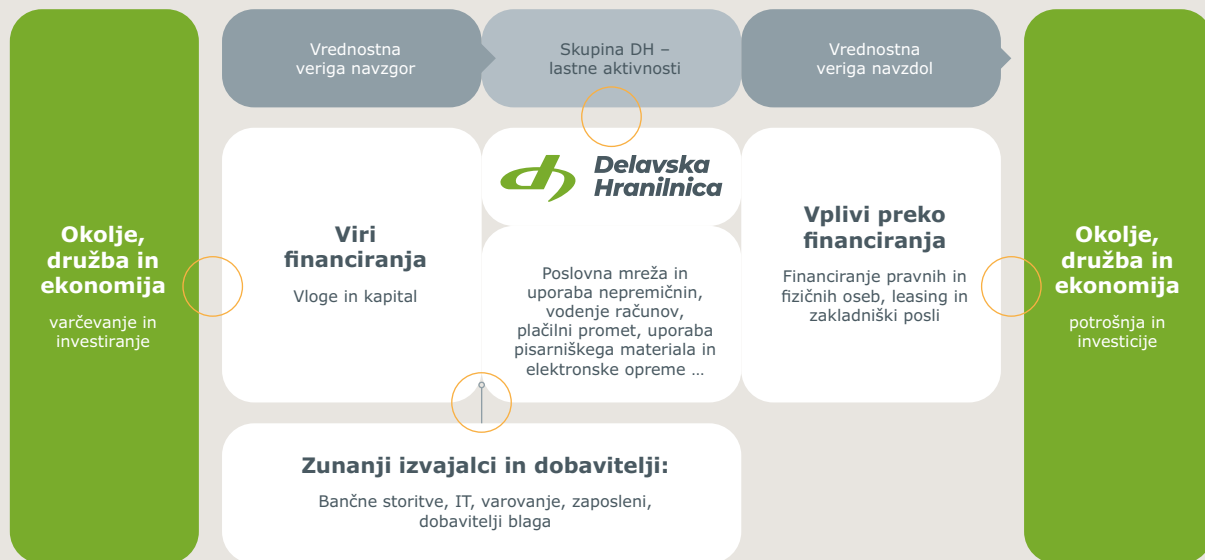 Okolje,
družba in
ekonomija
varčevanje in
investiranje
Vrednostna
veriga navzgor
Skupina DH –
lastne aktivnosti
Vrednostna
veriga navzdol
Viri
financiranja
Vloge in kapital
Delavska
Hranilnica
Poslovna mreža in
uporaba nepremičnin,
vodenje računov,
plačilni promet, uporaba
pisarniškega materiala in
elektronske opreme …
Vplivi preko
financiranja
Financiranje pravnih in
fizičnih oseb, leasing in
zakladniški posli
Zunanji izvajalci in dobavitelji:
Bančne storitve, IT, varovanje, zaposleni,
dobavitelji blaga
Okolje,
družba in
ekonomija
potrošnja in
investicije